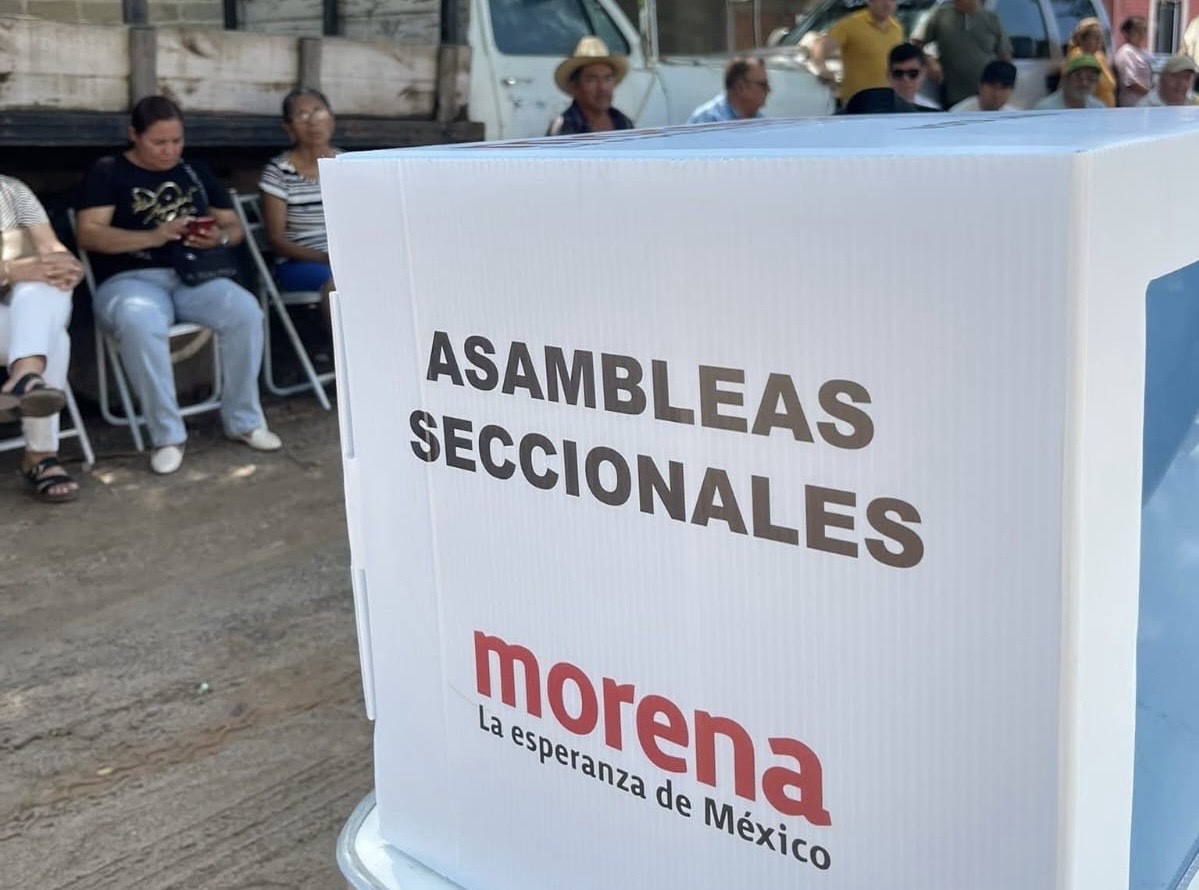 ASAMBLEAS
SECCIONALES
morena
La esperanza de México